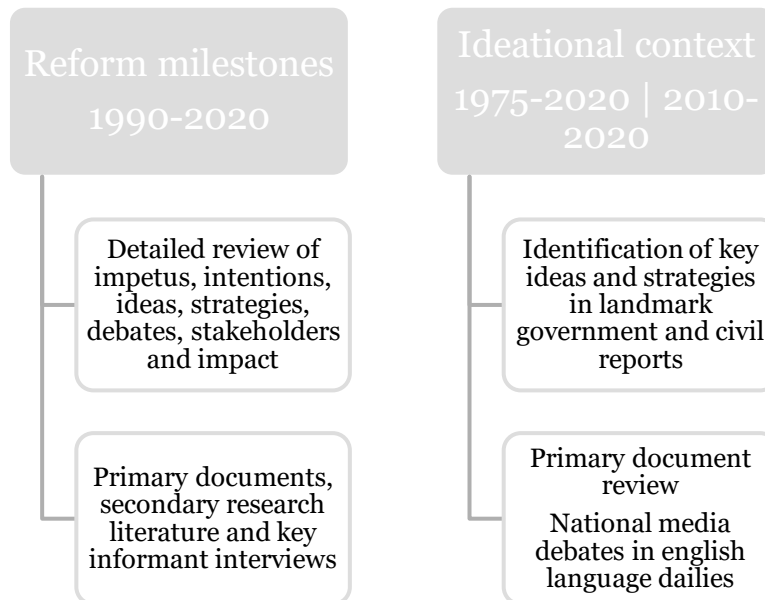 Reform milestones
1990-2020
Detailed review of
impetus, intentions,
ideas, strategies,
debates, stakeholders
and impact
Primary documents,
secondary research
literature and key
informant interviews
Ideational context
1975-2020 | 2010-
2020
Identification of key
ideas and strategies
in landmark
government and civil
reports
Primary document
review
National media
debates in english
language dailies